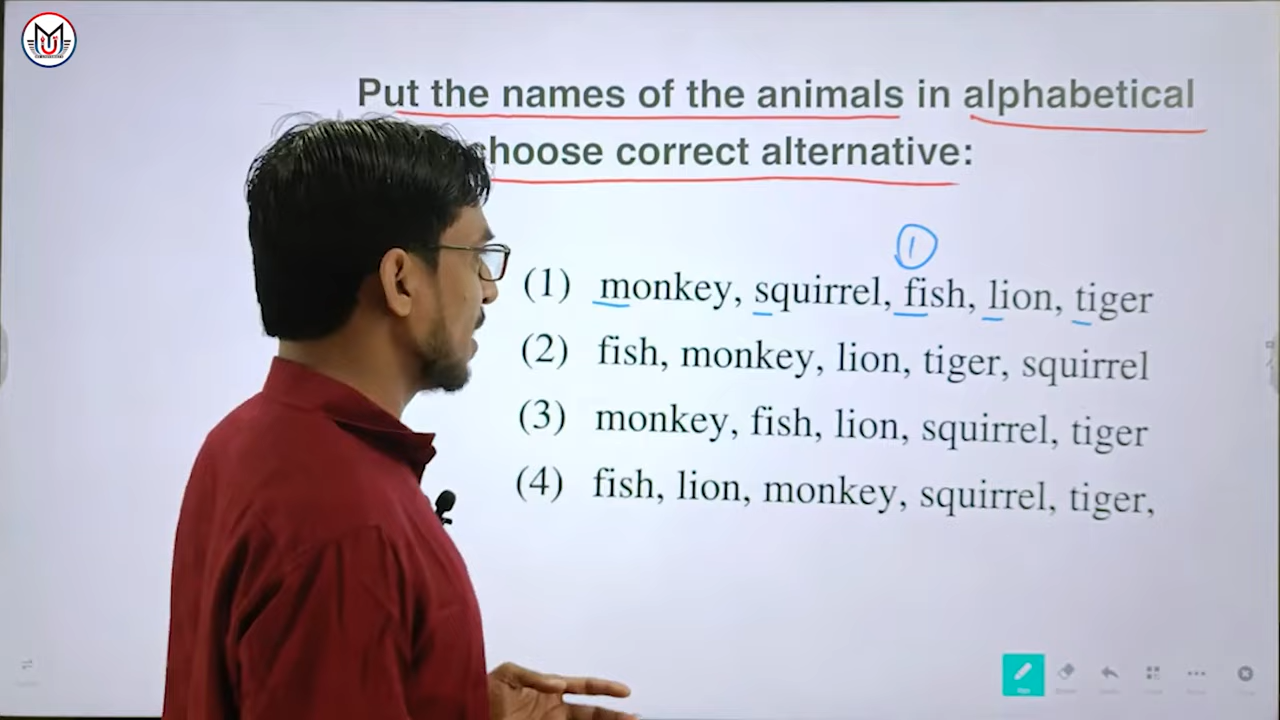 Put the names of the animals in alphabetical
choose correct alternative:
1
(1) monkey, squirrel, fish, lion, tiger
(2) fish, monkey, lion, tiger, squirrel
(3) monkey, fish, lion, squirrel, tiger
(4) fish, lion, monkey, squirrel, tiger,